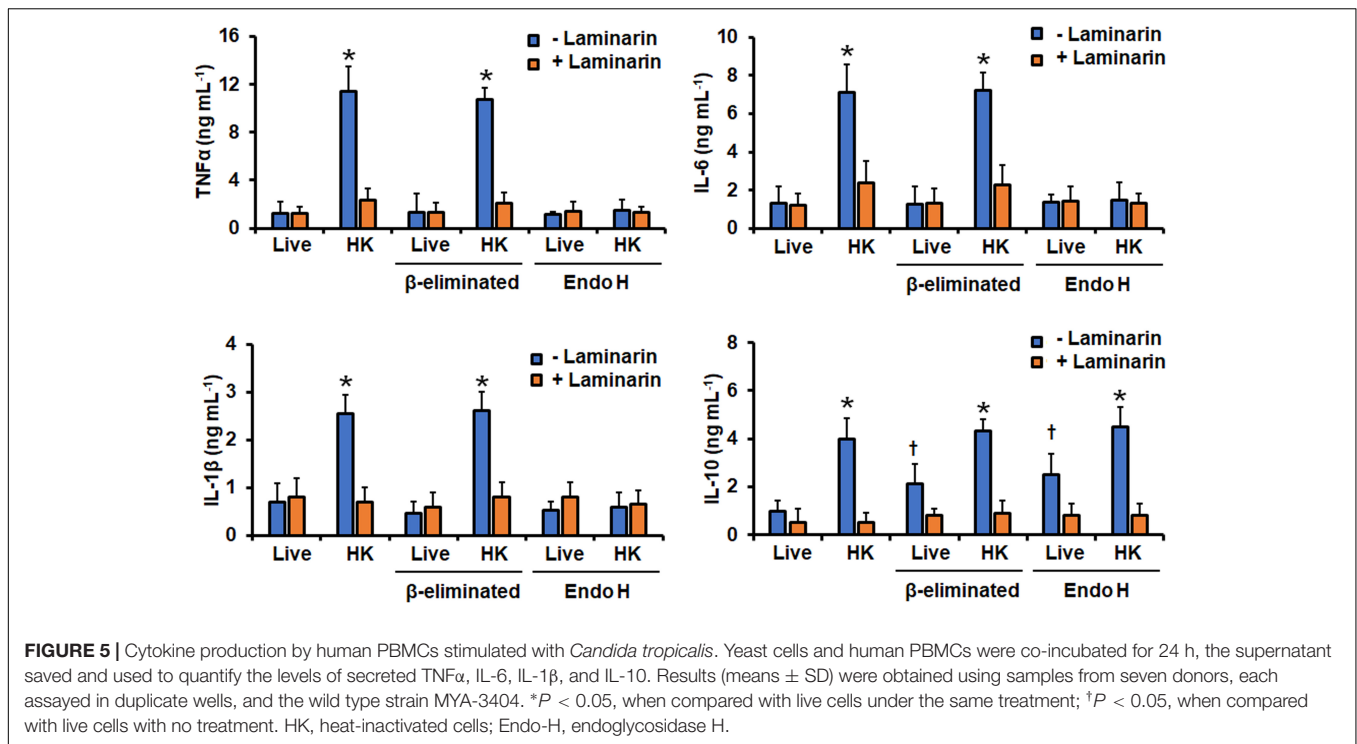 TNFα (ng mL⁻¹)
16
12
8
4
0
- Laminarin
+ Laminarin
*
*
Live HK Live HK Live HK
β-eliminated Endo H
IL-6 (ng mL⁻¹)
10
8
6
4
2
0
- Laminarin
+ Laminarin
*
*
Live HK Live HK Live HK
β-eliminated Endo H
IL-1β (ng mL⁻¹)
4
3
2
1
0
- Laminarin
+ Laminarin
*
*
Live HK Live HK Live HK
β-eliminated Endo H
IL-10 (ng mL⁻¹)
8
6
4
2
0
- Laminarin
+ Laminarin
*
†
*
†
*
Live HK Live HK Live HK
β-eliminated Endo H
FIGURE 5 | Cytokine production by human PBMCs stimulated with Candida tropicalis. Yeast cells and human PBMCs were co-incubated for 24 h, the supernatant
saved and used to quantify the levels of secreted TNFα, IL-6, IL-1β, and IL-10. Results (means ± SD) were obtained using samples from seven donors, each
assayed in duplicate wells, and the wild type strain MYA-3404. *P < 0.05, when compared with live cells under the same treatment; †P < 0.05, when compared
with live cells with no treatment. HK, heat-inactivated cells; Endo-H, endoglycosidase H.